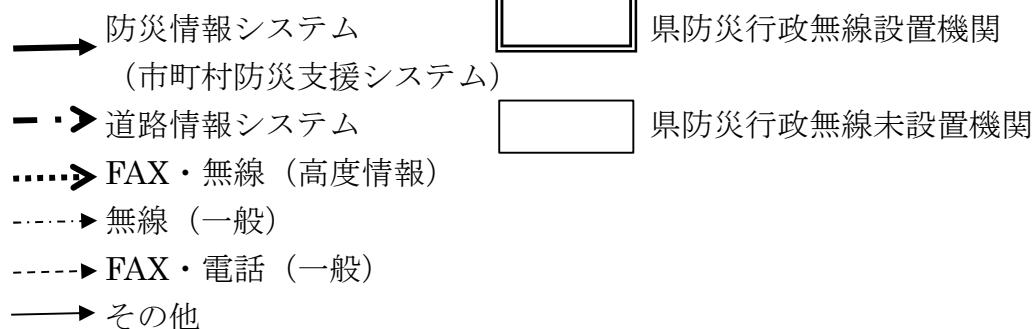 防災情報システム
(市町村防災支援システム)
道路情報システム
FAX・無線(高度情報)
無線(一般)
FAX・電話(一般)
その他
県防災行政無線設置機関
県防災行政無線未設置機関